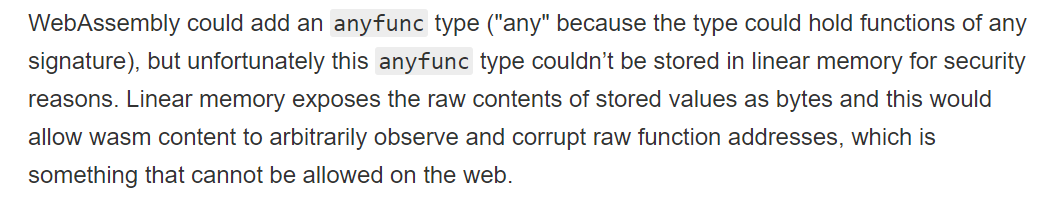 WebAssembly could add an anyfunc type ("any" because the type could hold functions of any
signature), but unfortunately this anyfunc type couldn’t be stored in linear memory for security
reasons. Linear memory exposes the raw contents of stored values as bytes and this would
allow wasm content to arbitrarily observe and corrupt raw function addresses, which is
something that cannot be allowed on the web.